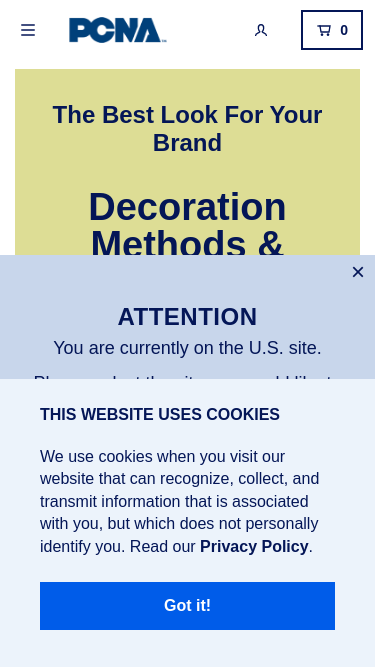 PCNA
0
The Best Look For Your
Brand
Decoration
Methods &
×
ATTENTION
You are currently on the U.S. site.
THIS WEBSITE USES COOKIES
We use cookies when you visit our
website that can recognize, collect, and
transmit information that is associated
with you, but which does not personally
identify you. Read our Privacy Policy.
Got it!